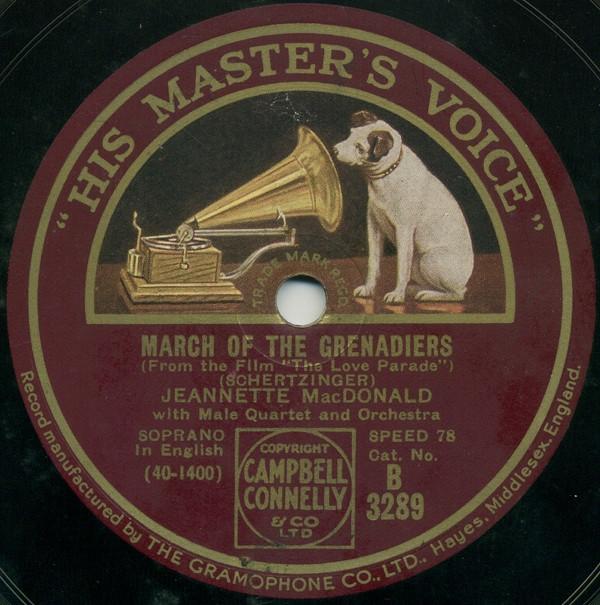 "HIS MASTER'S VOICE"
TRADE MARK REGD.
MARCH OF THE GRENADIERS
(From the Film "The Love Parade")
(SCHERTZINGER)
JEANNETTE MacDONALD
with Male Quartet and Orchestra
SOPRANO
In English
(40-1400)
COPYRIGHT
CAMPBELL
CONNELLY
& CO
LTD
SPEED 78
Cat. No.
B
3289
Record manufactured by THE GRAMOPHONE CO., LTD., Hayes, Middlesex, England.